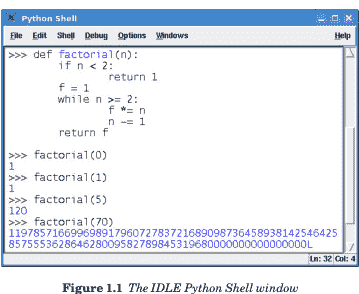 Python Shell
File Edit Shell Debug Options Windows Help
>>> def factorial(n):
        if n < 2:
                return 1
        f = 1
        while n >= 2:
                f *= n
                n -= 1
        return f
>>> factorial(0)
1
>>> factorial(1)
1
>>> factorial(5)
120
>>> factorial(70)
11978571669969891796072783721689098736458938142546425
857555362864628009582789845319680000000000000000L
Ln: 32 Col: 4
Figure 1.1 The IDLE Python Shell window